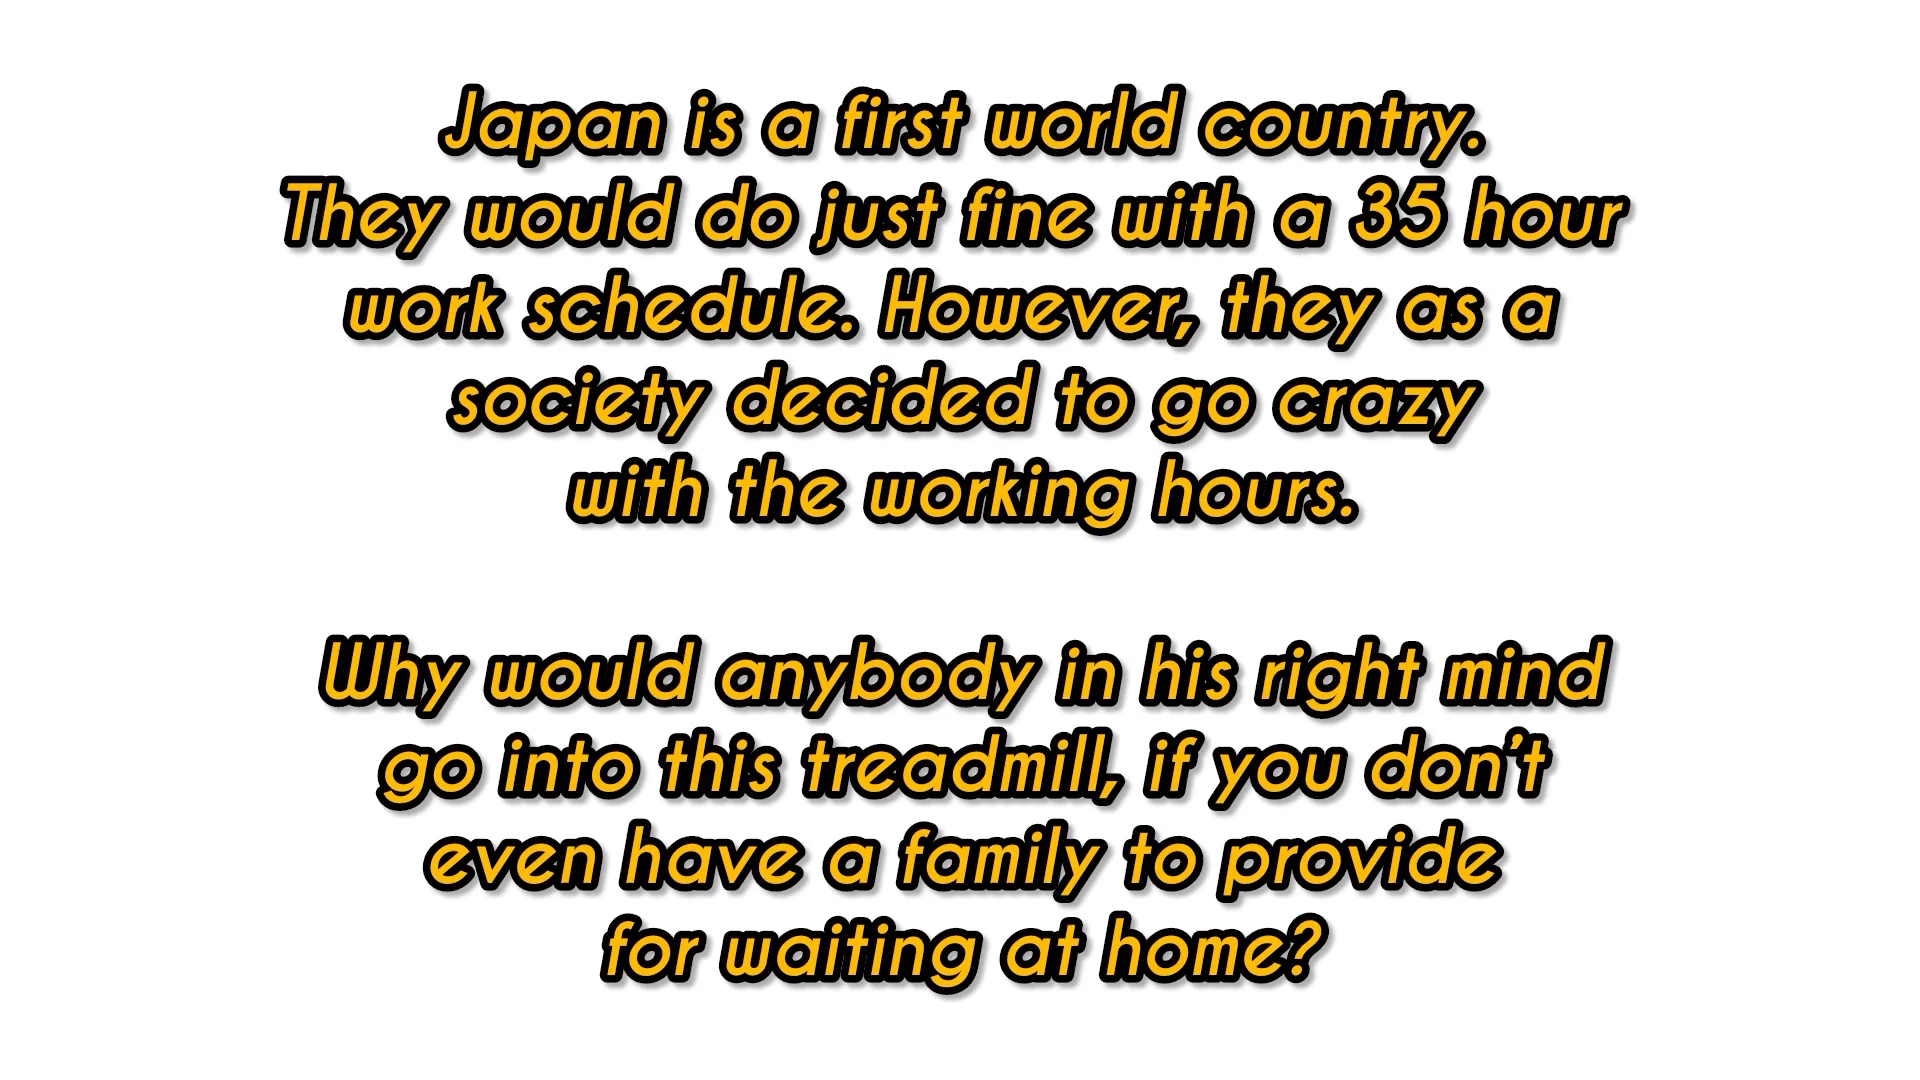 Japan is a first world country.
They would do just fine with a 35 hour
work schedule. However, they as a
society decided to go crazy
with the working hours.
Why would anybody in his right mind
go into this treadmill, if you don't
even have a family to provide
for waiting at home?